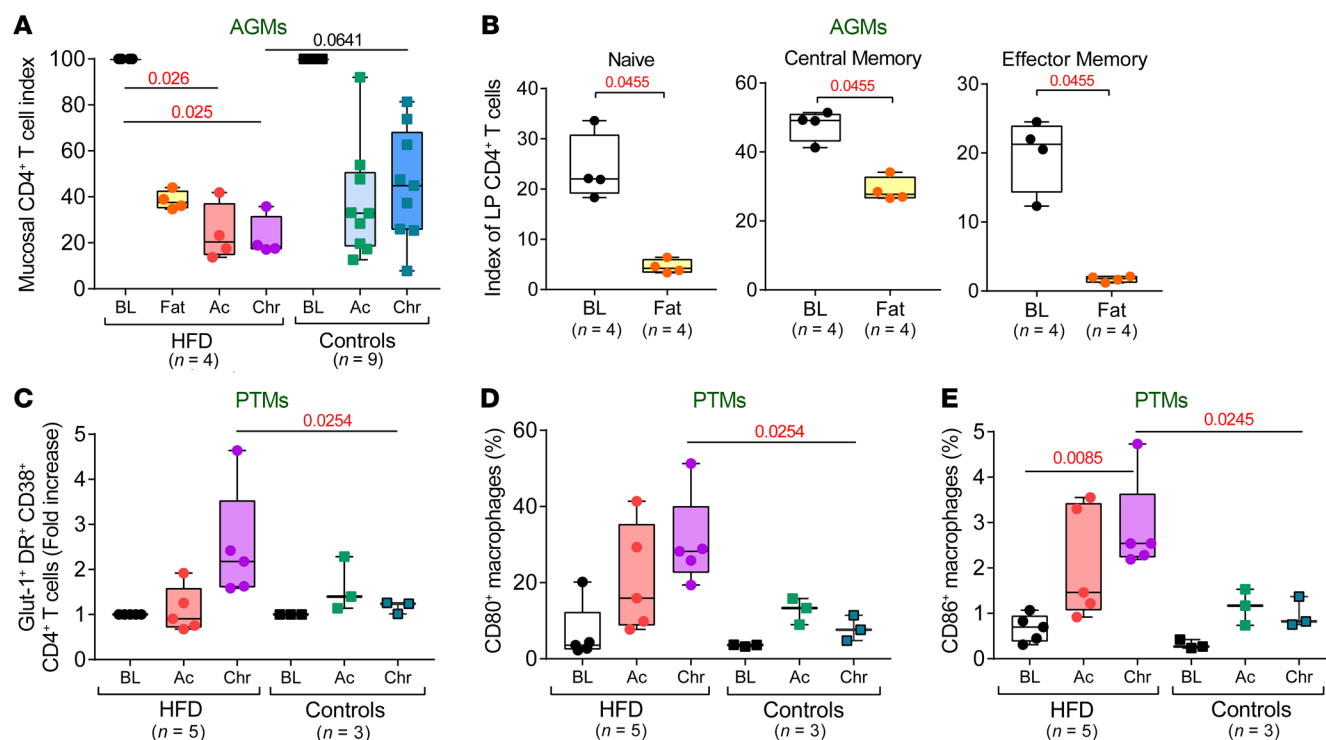 A
AGMs
Mucosal CD4+ T cell index
100
80
60
40
20
0
0.026
0.025
0.0641
BL Fat Ac Chr BL Ac Chr
HFD Controls
(n = 4) (n = 9)
B
AGMs
Index of LP CD4+ T cells
Naive
0.0455
40
30
20
10
0
BL Fat
(n = 4) (n = 4)
Central Memory
0.0455
60
40
20
0
BL Fat
(n = 4) (n = 4)
Effector Memory
0.0455
30
20
10
0
BL Fat
(n = 4) (n = 4)
C
PTMs
Glut-1+ DR+ CD38+
CD4+ T cells (Fold increase)
0.0254
5
4
3
2
1
0
BL Ac Chr BL Ac Chr
HFD Controls
(n = 5) (n = 3)
D
PTMs
CD80+ macrophages (%)
0.0254
60
40
20
0
BL Ac Chr BL Ac Chr
HFD Controls
(n = 5) (n = 3)
E
PTMs
CD86+ macrophages (%)
0.0245
0.0085
5
4
3
2
1
0
BL Ac Chr BL Ac Chr
HFD Controls
(n = 5) (n = 3)